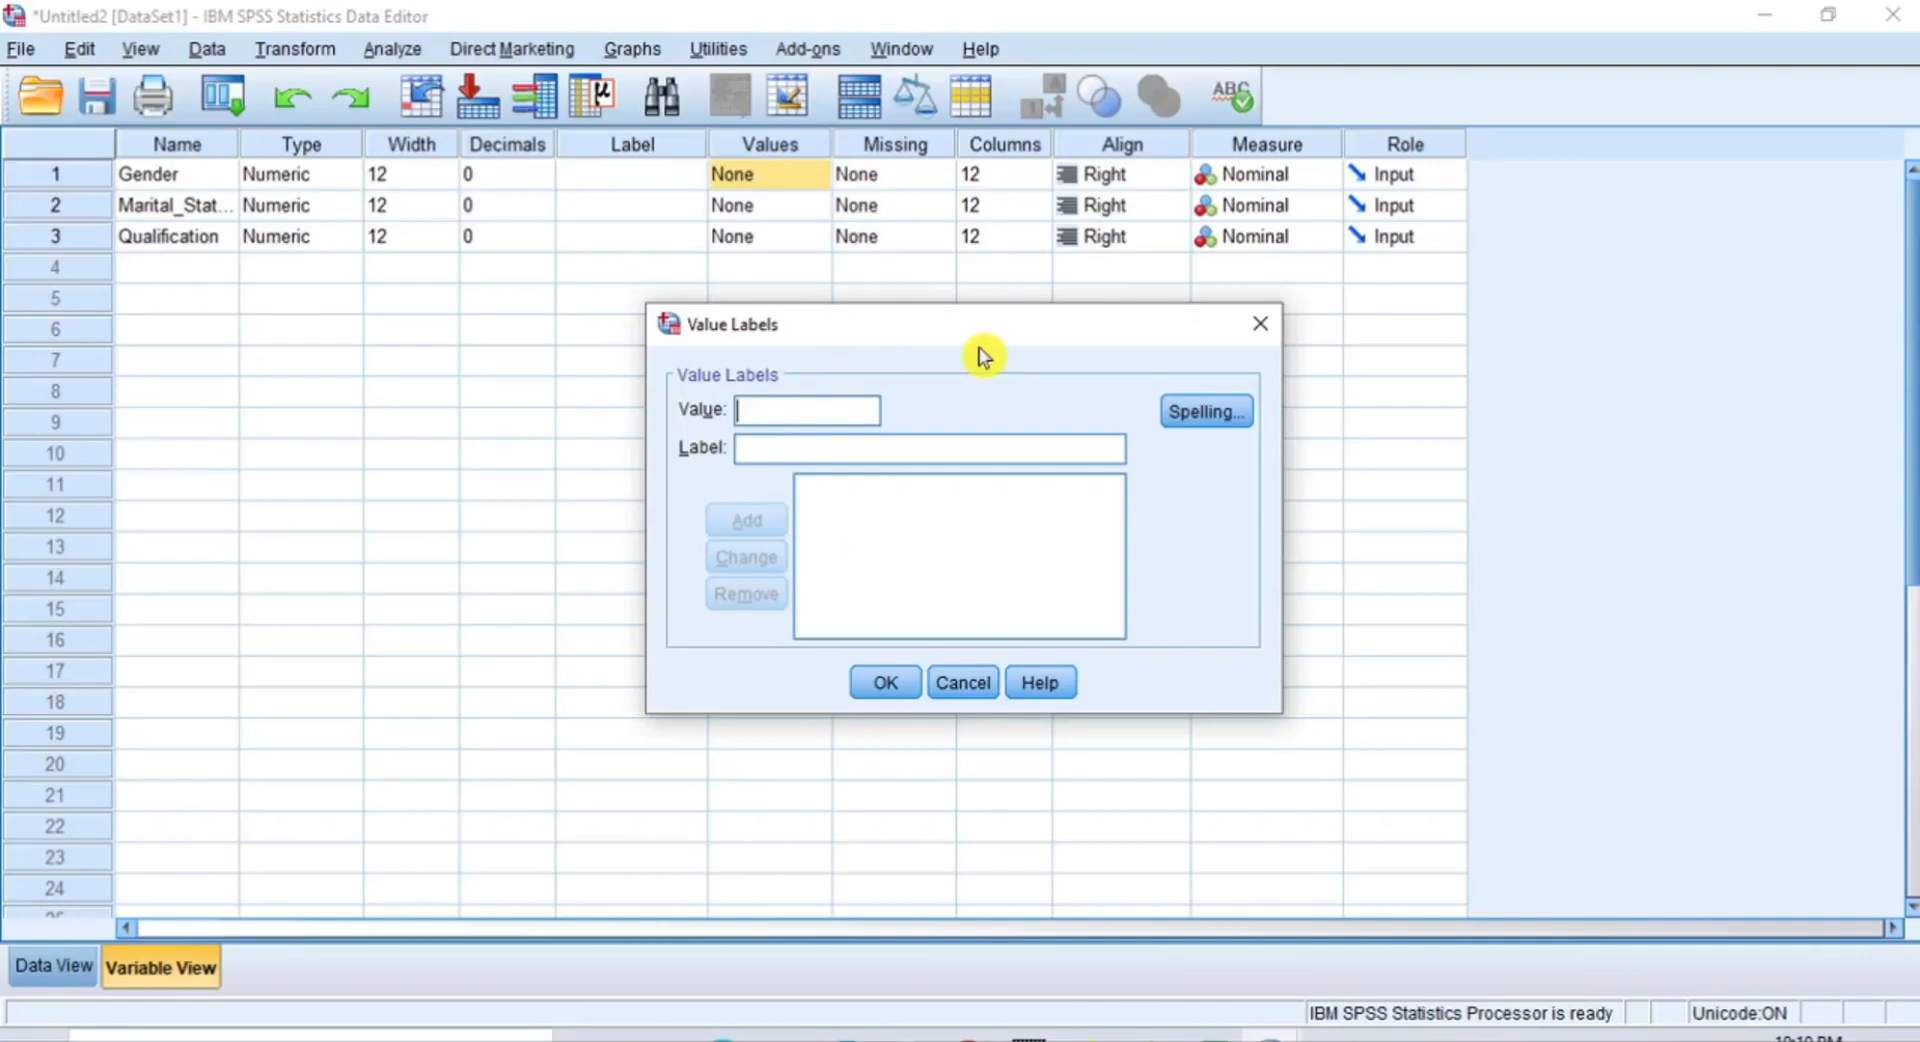 *Untitled2 [DataSet1] - IBM SPSS Statistics Data Editor
File Edit View Data Transform Analyze Direct Marketing Graphs Utilities Add-ons Window Help
Name Type Width Decimals Label Values Missing Columns Align Measure Role
1 Gender Numeric 12 0 None None 12 Right Nominal Input
2 Marital_Stat... Numeric 12 0 None None 12 Right Nominal Input
3 Qualification Numeric 12 0 None None 12 Right Nominal Input
4
5
6
7
8
9
10
11
12
13
14
15
16
17
18
19
20
21
22
23
24
Value Labels
Value Labels
Value:
Spelling...
Label:
Add
Change
Remove
OK Cancel Help
Data View Variable View
IBM SPSS Statistics Processor is ready Unicode:ON